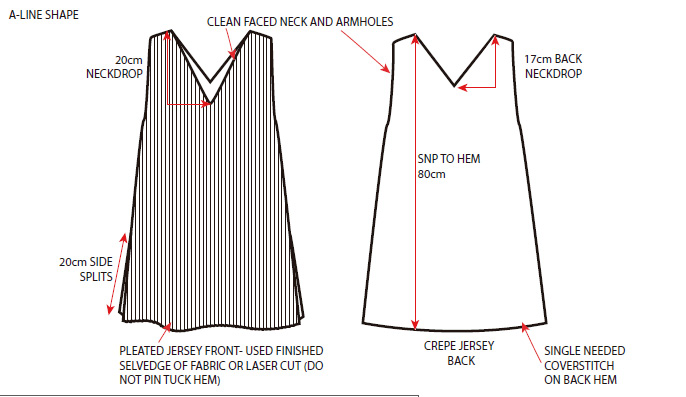 A-LINE SHAPE
CLEAN FACED NECK AND ARMHOLES
20cm
NECKDROP
17cm BACK
NECKDROP
SNP TO HEM
80cm
20cm SIDE
SPLITS
PLEATED JERSEY FRONT- USED FINISHED
SELVEDGE OF FABRIC OR LASER CUT (DO
NOT PIN TUCK HEM)
CREPE JERSEY
BACK
SINGLE NEEDED
COVERSTITCH
ON BACK HEM